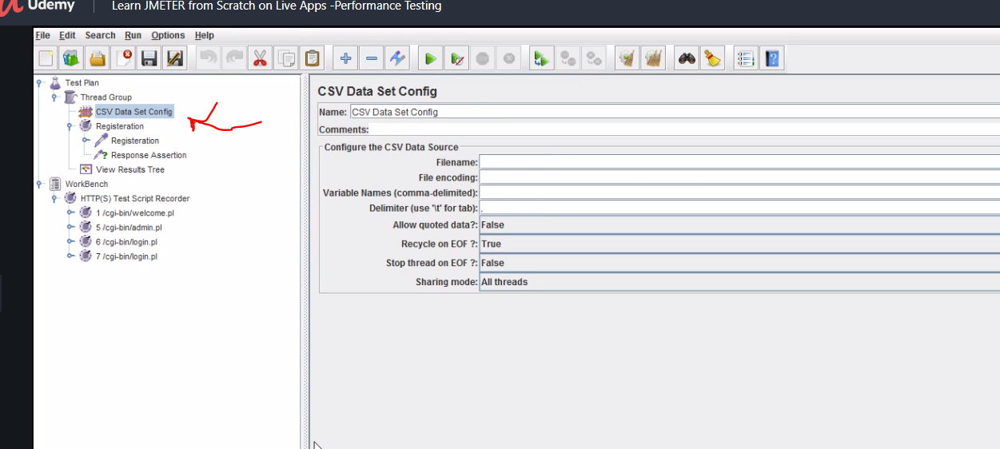 Udemy
Learn JMETER from Scratch on Live Apps -Performance Testing
File Edit Search Run Options Help
Test Plan
Thread Group
CSV Data Set Config
Registeration
Registeration
Response Assertion
View Results Tree
WorkBench
HTTP(S) Test Script Recorder
1 /cgi-bin/welcome.pl
5 /cgi-bin/admin.pl
6 /cgi-bin/login.pl
7 /cgi-bin/login.pl
CSV Data Set Config
Name: CSV Data Set Config
Comments:
Configure the CSV Data Source
Filename:
File encoding:
Variable Names (comma-delimited):
Delimiter (use '\t' for tab): ,
Allow quoted data?: False
Recycle on EOF ?: True
Stop thread on EOF ?: False
Sharing mode: All threads